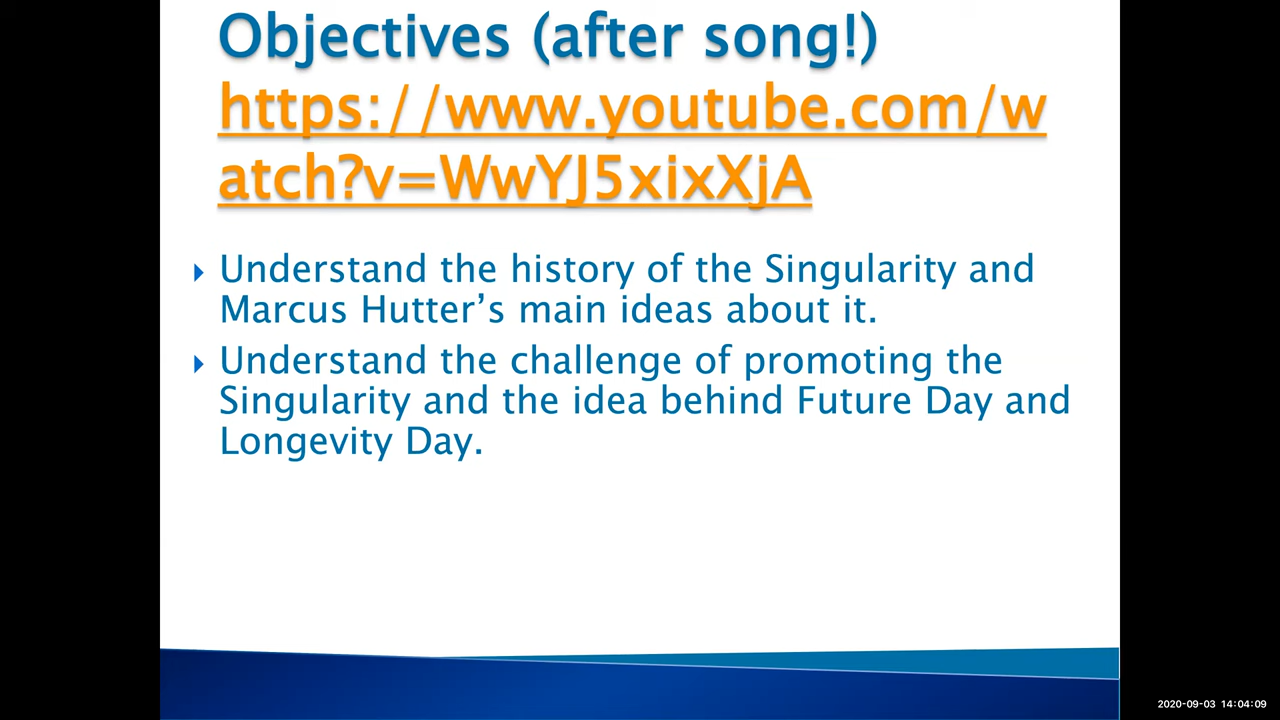 Objectives (after song!)
https://www.youtube.com/w
atch?v=WwYJ5xixXjA
Understand the history of the Singularity and
Marcus Hutter’s main ideas about it.
Understand the challenge of promoting the
Singularity and the idea behind Future Day and
Longevity Day.
2020-09-03 14:04:09